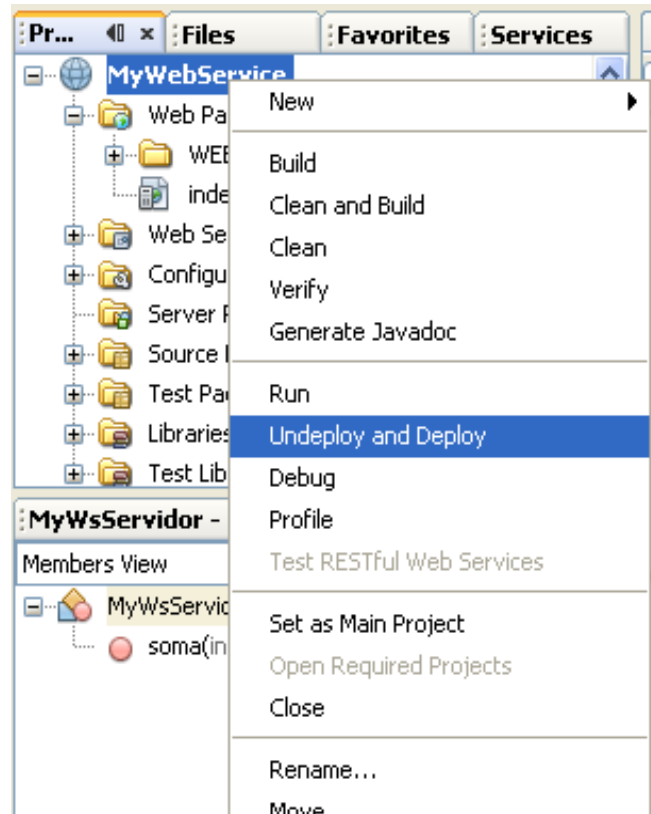 Pr... Files Favorites Services
MyWebService
New
Web Pa
WEB
Build
inde
Clean and Build
Web Se
Clean
Configu
Verify
Server
Generate Javadoc
Source
Test Pa
Run
Libraries
Undeploy and Deploy
Test Lib
Debug
MyWsServidor -
Profile
Members View
Test RESTful Web Services
MyWsServid
Set as Main Project
soma(in
Open Required Projects
Close
Rename...
Move